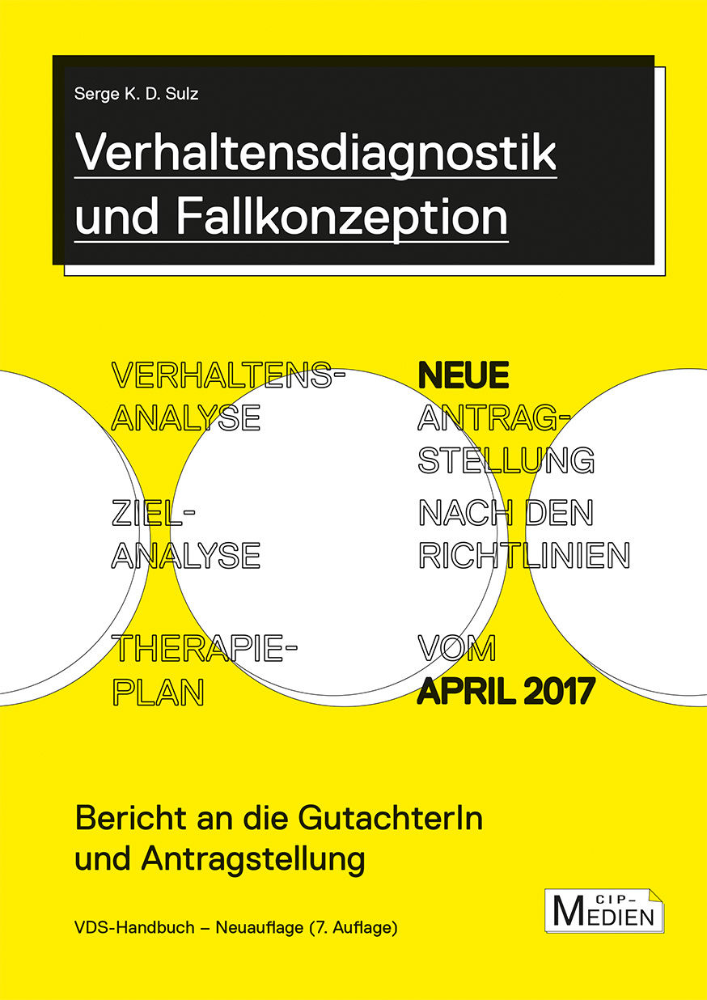 Serge K. D. Sulz
Verhaltensdiagnostik
und Fallkonzeption
VERHALTENS-
ANALYSE
ZIEL-
ANALYSE
THERAPIE-
PLAN
NEUE
ANTRAG-
STELLUNG
NACH DEN
RICHTLINIEN
VOM
APRIL 2017
Bericht an die GutachterIn
und Antragstellung
VDS-Handbuch – Neuauflage (7. Auflage)
CIP-
MEDIEN